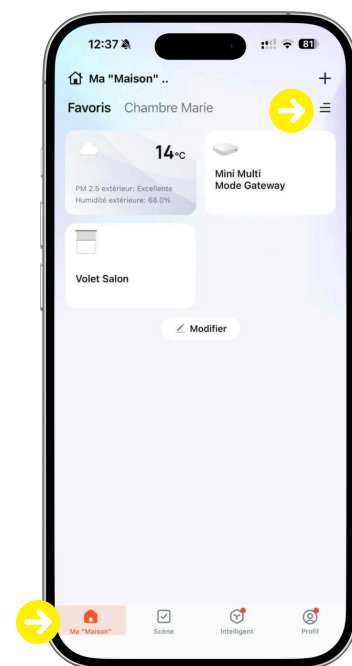 12:37
81
Ma "Maison" ..
Favoris Chambre Marie
14°C
PM 2.5 extérieur: Excellente
Humidité extérieure: 68.0%
Mini Multi
Mode Gateway
Volet Salon
Modifier
Ma "Maison"
Scène
Intelligent
Profil